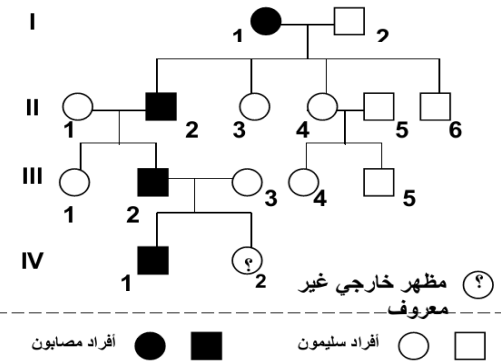 I
1 2
II
1 2 3 4 5 6
III
1 2 3 4 5
IV
1 ؟ 2
؟ مظهر خارجي غير
معروف
أفراد سليمون
أفراد مصابون